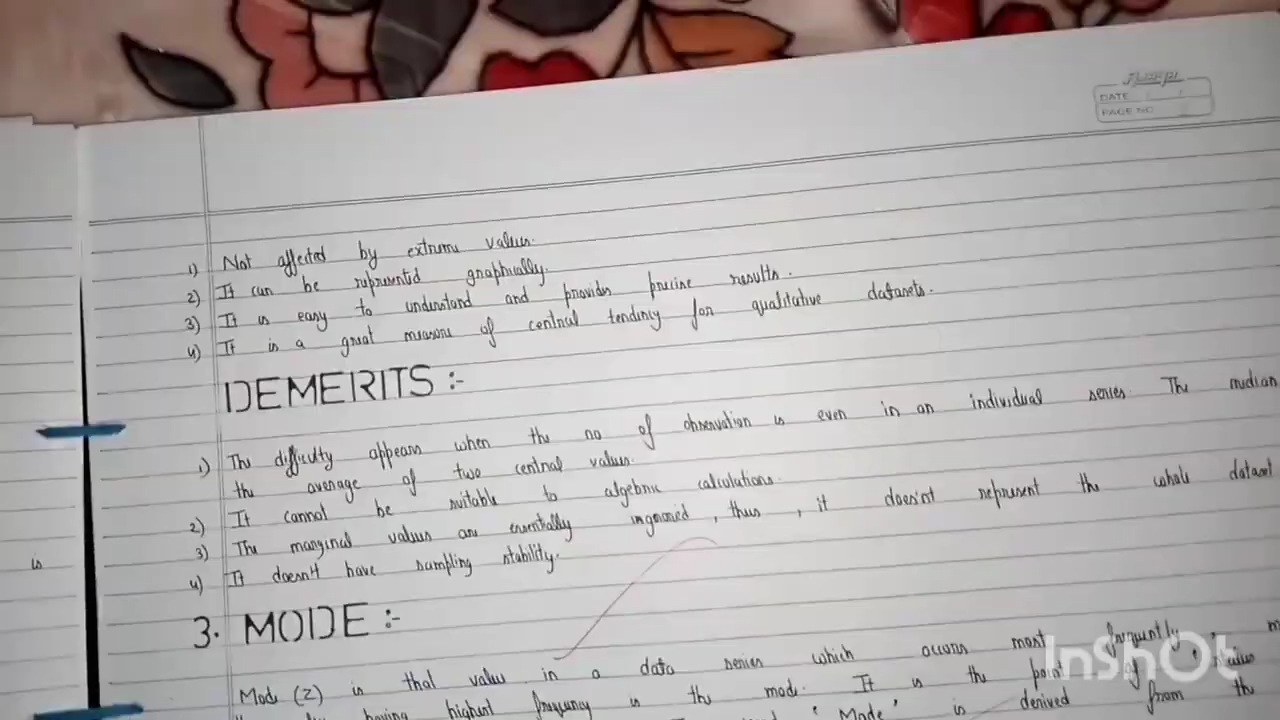 DATE
PAGE NO
1) Not affected by extreme values.
2) It can be represented graphically.
3) It is easy to understand and provides precise results.
4) It is a great measure of central tendency for qualitative datasets.
DEMERITS :-
1) The difficulty appears when the no of observation is even in an individual series. The median
the average of two central values.
2) It cannot be suitable to algebraic calculations.
3) The marginal values are essentially ingonored, thus, it doesn't represent the whole dataset
4) It doesn't have sampling stability.
is
3. MODE :-
Mode (Z) is that value in a data series which occurs most frequently,
having highest frequency is the mode. It is the point of
'Mode' is derived from the
InShOt